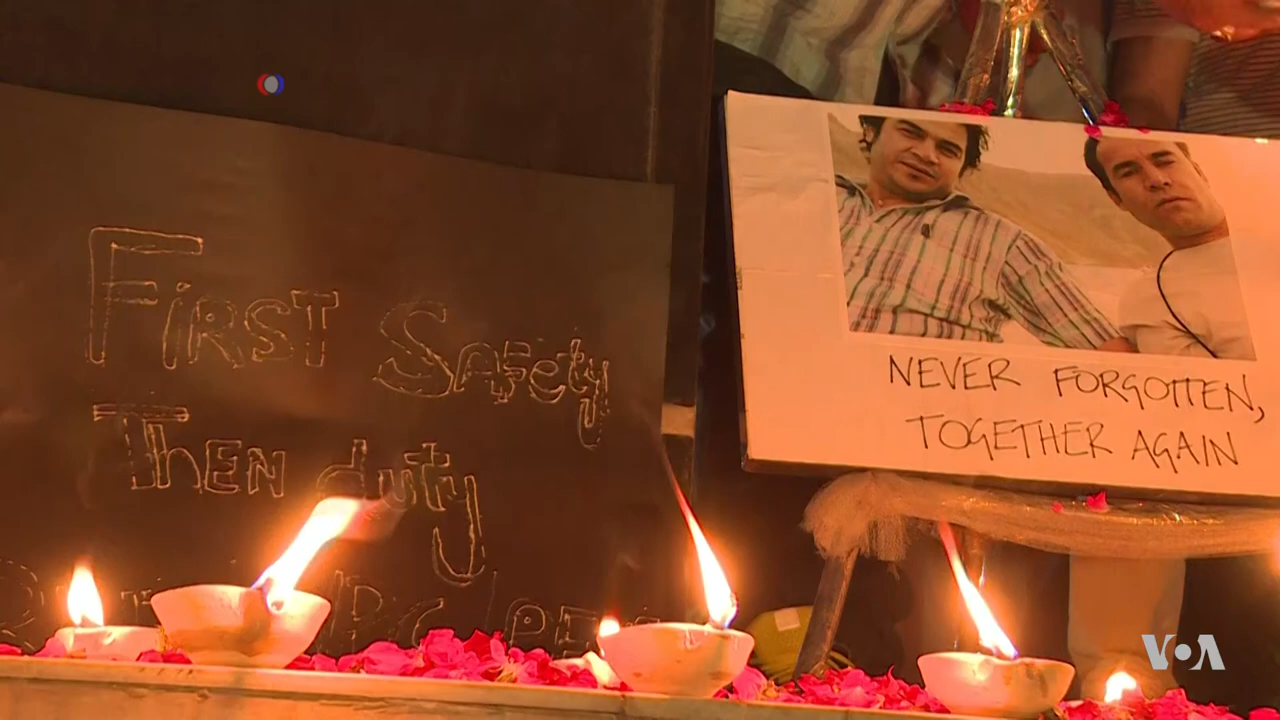 First Safety
Then duty
NEVER FORGOTTEN,
TOGETHER AGAIN
VOA